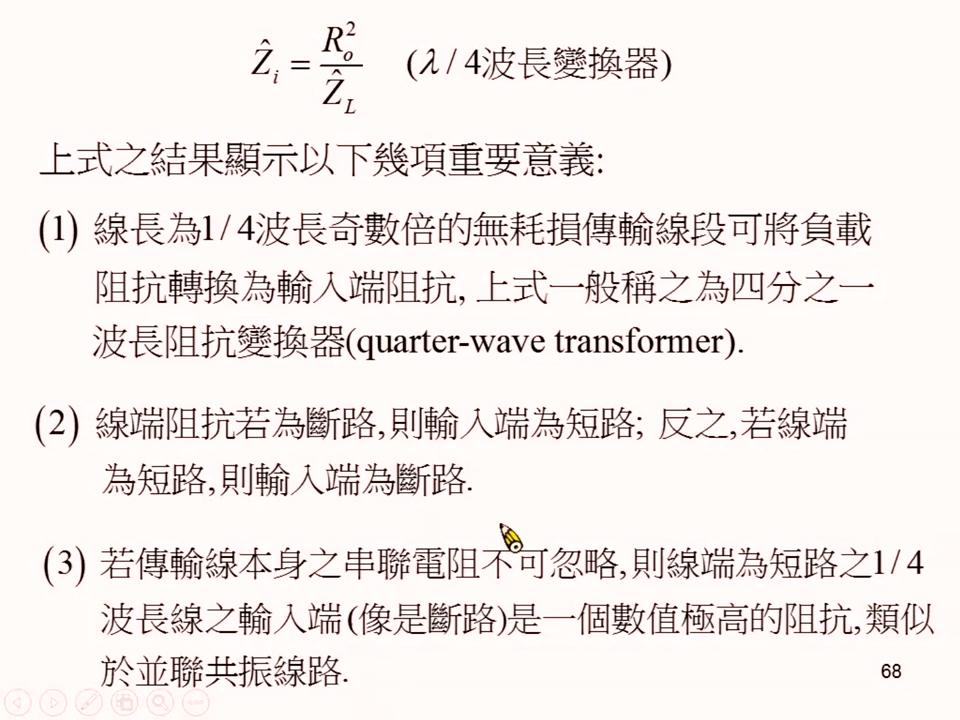 Ẑ_i = R_o^2 / Ẑ_L (λ/4波長變換器)
上式之結果顯示以下幾項重要意義:
(1) 線長為1/4波長奇數倍的無耗損傳輸線段可將負載
阻抗轉換為輸入端阻抗, 上式一般稱之為四分之一
波長阻抗變換器(quarter-wave transformer).
(2) 線端阻抗若為斷路,則輸入端為短路; 反之,若線端
為短路,則輸入端為斷路.
(3) 若傳輸線本身之串聯電阻不可忽略,則線端為短路之1/4
波長線之輸入端(像是斷路)是一個數值極高的阻抗,類似
於並聯共振線路.
68